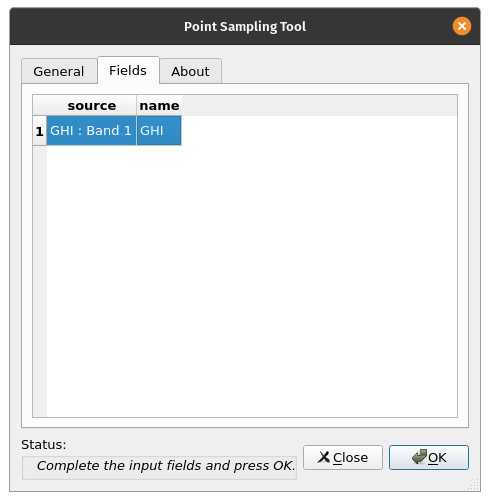 Point Sampling Tool
General Fields About
source name
1 GHI : Band 1 GHI
Status:
Complete the input fields and press OK.
Close OK